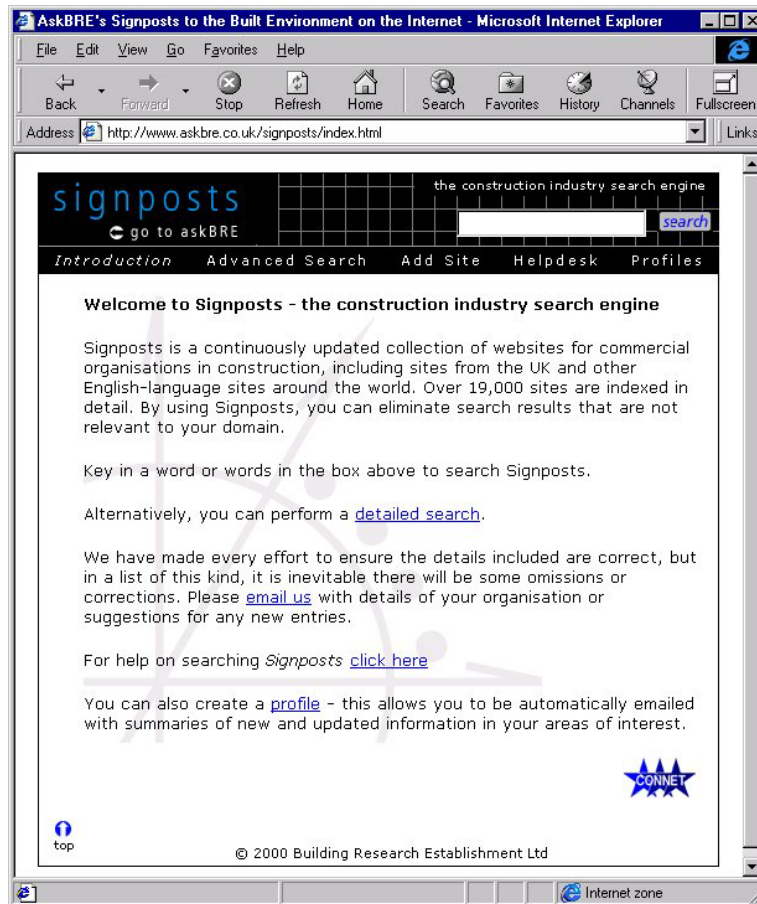 AskBRE's Signposts to the Built Environment on the Internet - Microsoft Internet Explorer
File Edit View Go Favorites Help
Back Forward Stop Refresh Home Search Favorites History Channels Fullscreen
Address http://www.askbre.co.uk/signposts/index.html Links
signposts
the construction industry search engine
go to askBRE
search
Introduction Advanced Search Add Site Helpdesk Profiles
Welcome to Signposts - the construction industry search engine
Signposts is a continuously updated collection of websites for commercial
organisations in construction, including sites from the UK and other
English-language sites around the world. Over 19,000 sites are indexed in
detail. By using Signposts, you can eliminate search results that are not
relevant to your domain.
Key in a word or words in the box above to search Signposts.
Alternatively, you can perform a detailed search.
We have made every effort to ensure the details included are correct, but
in a list of this kind, it is inevitable there will be some omissions or
corrections. Please email us with details of your organisation or
suggestions for any new entries.
For help on searching Signposts click here
You can also create a profile - this allows you to be automatically emailed
with summaries of new and updated information in your areas of interest.
CONNET
top
© 2000 Building Research Establishment Ltd
Internet zone